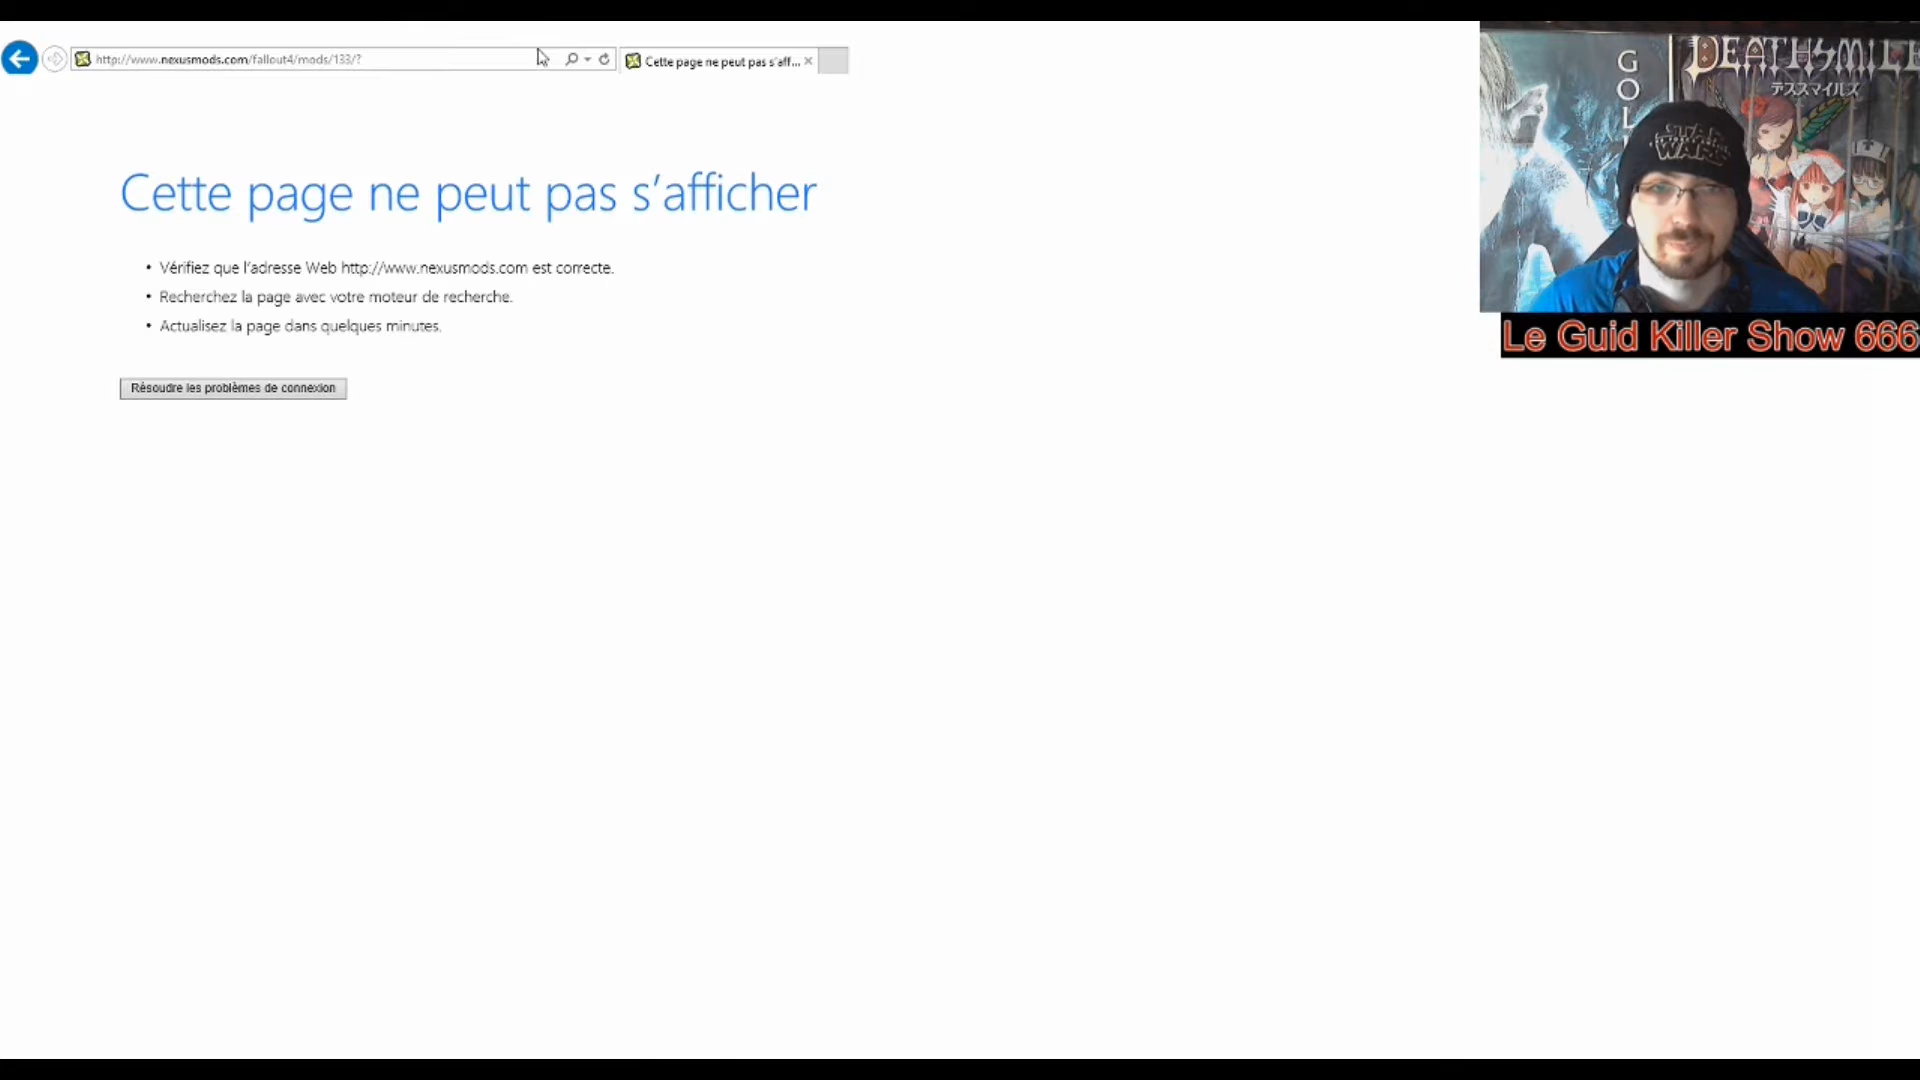 http://www.nexusmods.com/fallout4/mods/133/?
Cette page ne peut pas s'aff...
Cette page ne peut pas s'afficher
• Vérifiez que l'adresse Web http://www.nexusmods.com est correcte.
• Recherchez la page avec votre moteur de recherche.
• Actualisez la page dans quelques minutes.
Résoudre les problèmes de connexion
GOL
DEATHSMILE
デススマイルズ
STAR WARS
Le Guid Killer Show 666